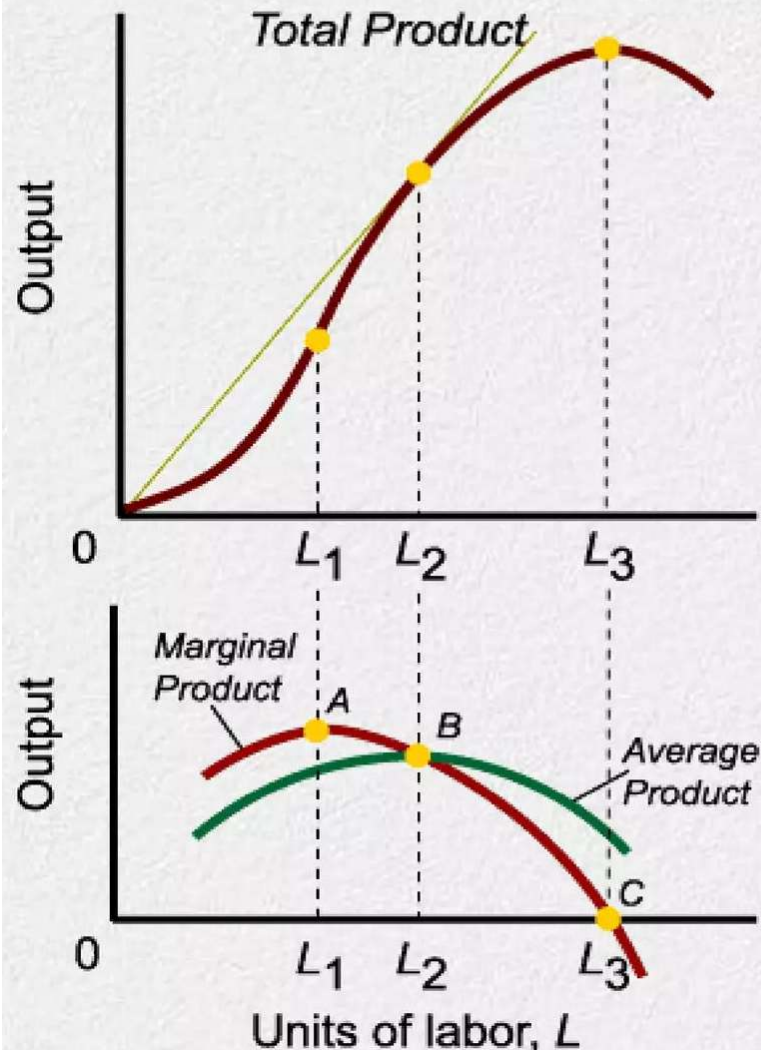 Total Product
Output
0
L1 L2 L3
Marginal
Product
A
B
Average
Product
Output
C
0
L1 L2 L3
Units of labor, L